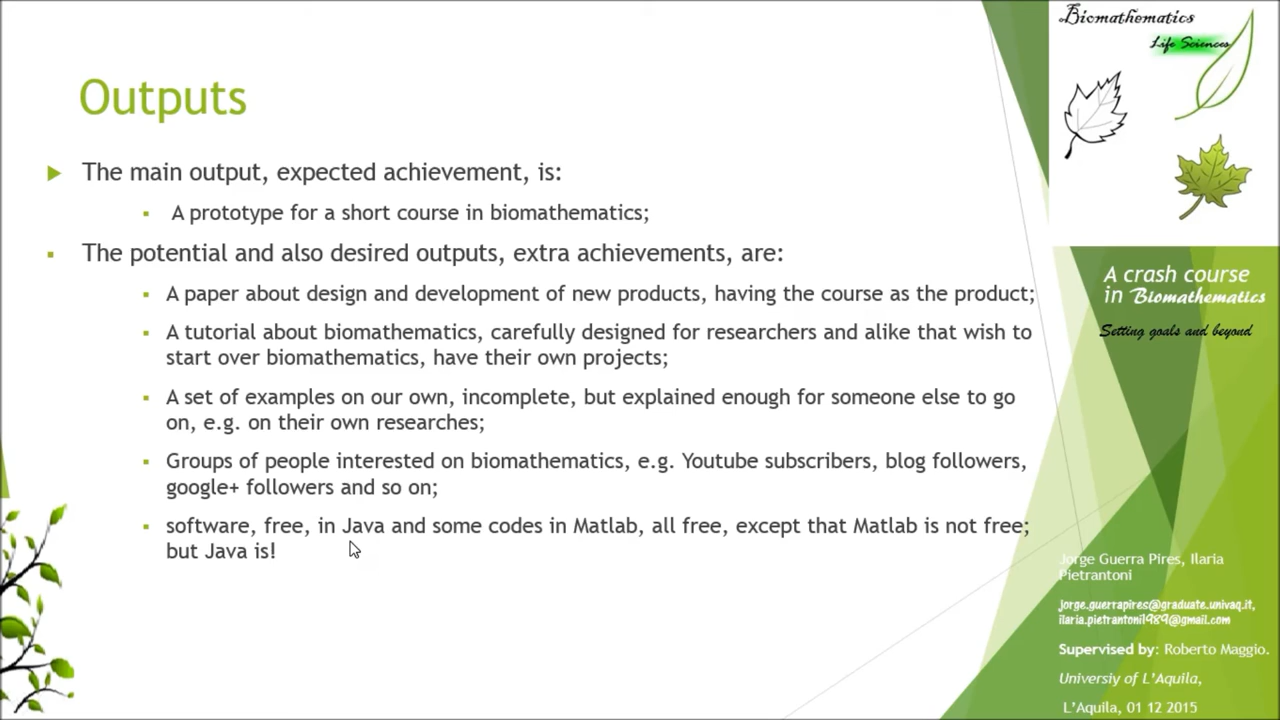 Outputs
The main output, expected achievement, is:
A prototype for a short course in biomathematics;
The potential and also desired outputs, extra achievements, are:
A paper about design and development of new products, having the course as the product;
A tutorial about biomathematics, carefully designed for researchers and alike that wish to
start over biomathematics, have their own projects;
A set of examples on our own, incomplete, but explained enough for someone else to go
on, e.g. on their own researches;
Groups of people interested on biomathematics, e.g. Youtube subscribers, blog followers,
google+ followers and so on;
software, free, in Java and some codes in Matlab, all free, except that Matlab is not free;
but Java is!
Biomathematics
Life Sciences
A crash course
in Biomathematics
Setting goals and beyond
Jorge Guerra Pires, Ilaria
Pietrantoni
jorge.guerrapires@graduate.univaq.it,
ilaria.pietrantoni1989@gmail.com
Supervised by: Roberto Maggio.
Universiy of L'Aquila,
L'Aquila, 01 12 2015